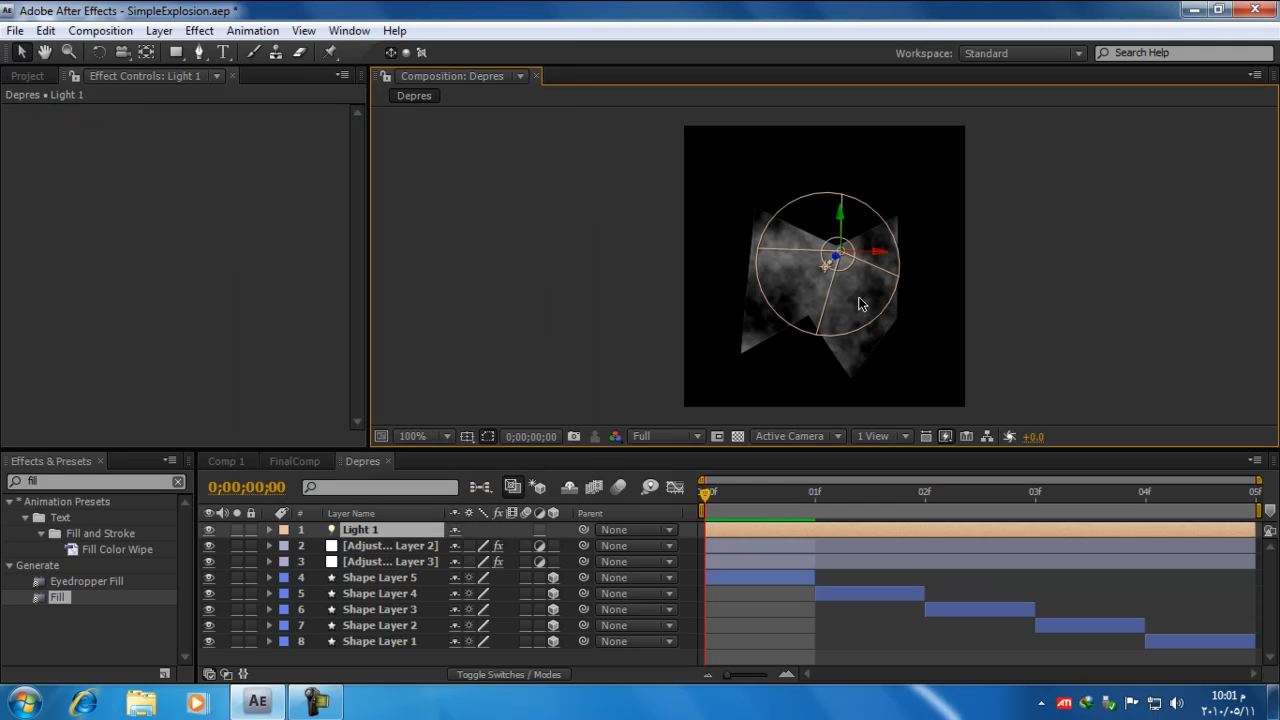 Adobe After Effects - SimpleExplosion.aep *
File Edit Composition Layer Effect Animation View Window Help
Workspace: Standard Search Help
Project Effect Controls: Light 1 Composition: Depres
Depres • Light 1 Depres
100% 0;00;00;00 Full Active Camera 1 View +0.0
Effects & Presets Comp 1 FinalComp Depres
fill 0;00;00;00 01f 02f 03f 04f 05f
* Animation Presets # Layer Name Parent
Text 1 Light 1 None
Fill and Stroke 2 [Adjust... Layer 2] fx None
Fill Color Wipe 3 [Adjust... Layer 3] fx None
Generate 4 Shape Layer 5 None
Eyedropper Fill 5 Shape Layer 4 None
Fill 6 Shape Layer 3 None
7 Shape Layer 2 None
8 Shape Layer 1 None
Toggle Switches / Modes
Ae ATI 10:01 م
٢٠١٠/٠٥/١١